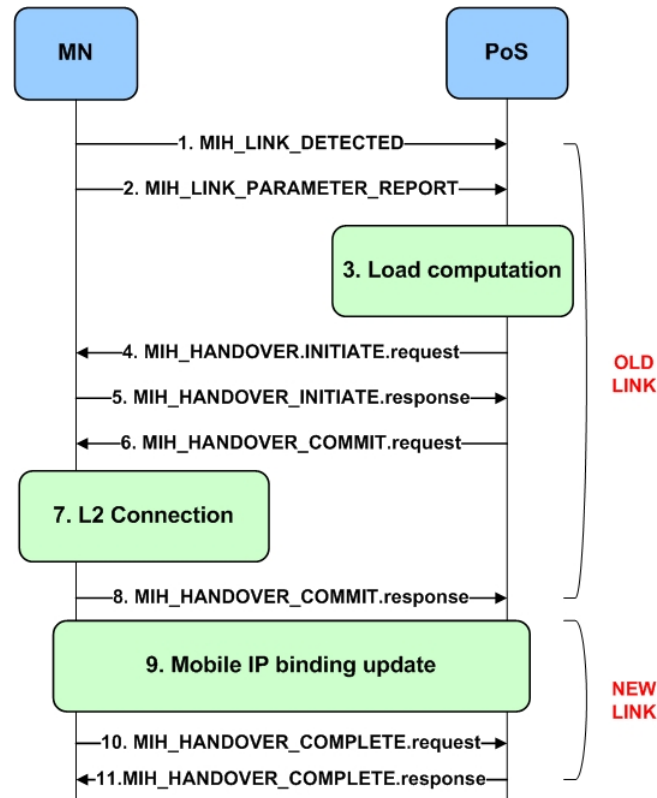 MN
PoS
1. MIH_LINK_DETECTED
2. MIH_LINK_PARAMETER_REPORT
3. Load computation
4. MIH_HANDOVER.INITIATE.request
OLD
LINK
5. MIH_HANDOVER_INITIATE.response
6. MIH_HANDOVER_COMMIT.request
7. L2 Connection
8. MIH_HANDOVER_COMMIT.response
9. Mobile IP binding update
NEW
LINK
10. MIH_HANDOVER_COMPLETE.request
11.MIH_HANDOVER_COMPLETE.response